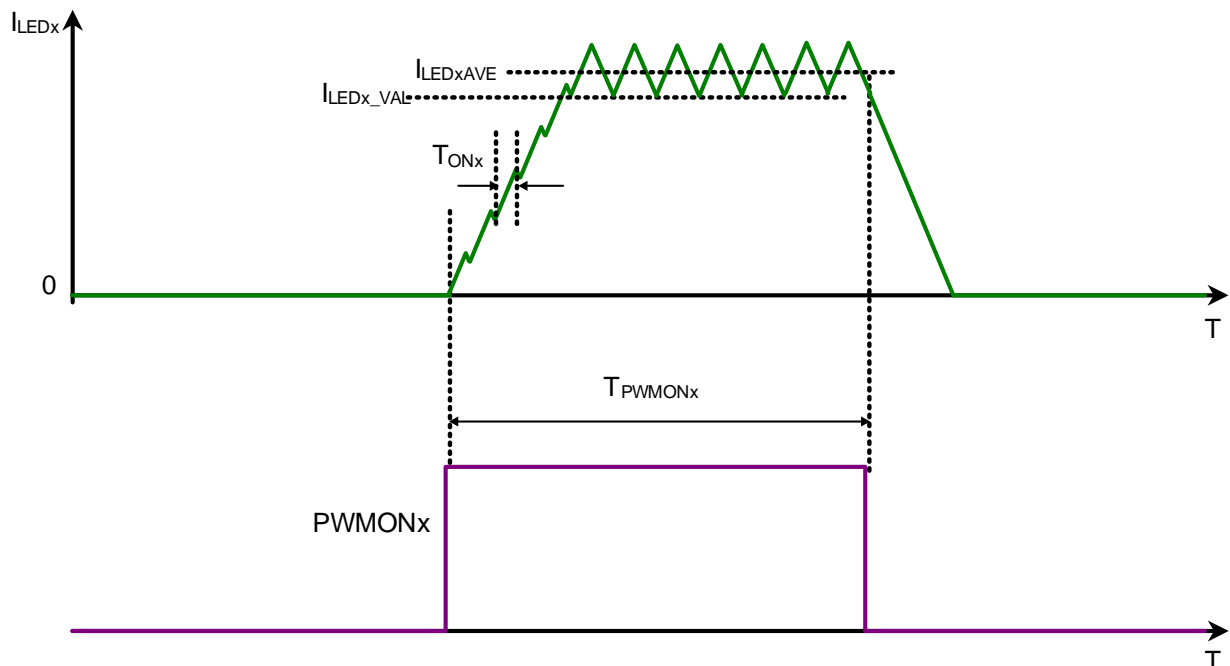 ILEDx
ILEDxAVE
ILEDx_VAL
TONx
0
T
TPWMONx
PWMONx
T